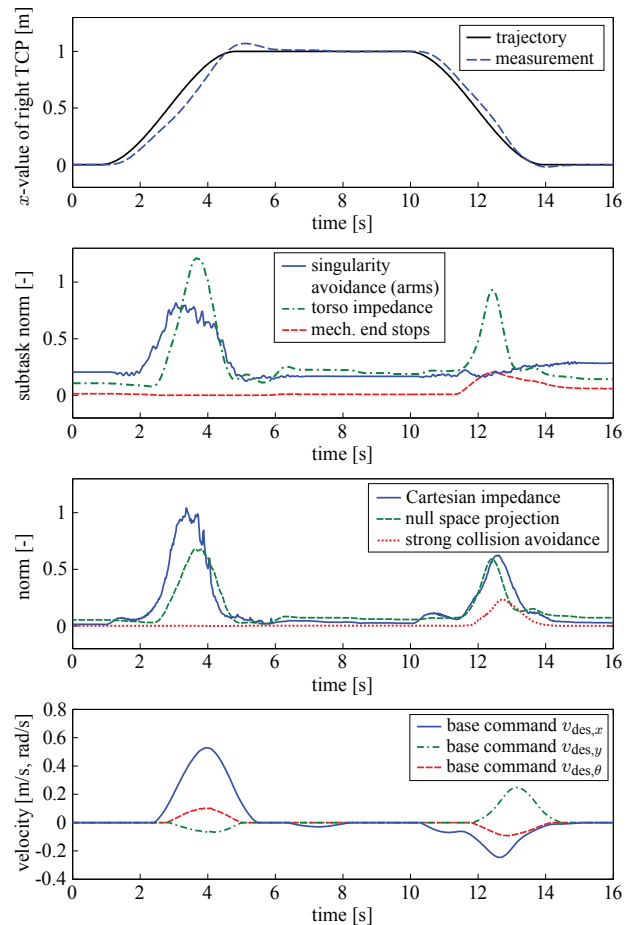 x-value of right TCP [m]
1
0.5
0
trajectory
measurement
0 2 4 6 8 10 12 14 16
time [s]
subtask norm [-]
1
0.5
0
singularity
avoidance (arms)
torso impedance
mech. end stops
0 2 4 6 8 10 12 14 16
time [s]
norm [-]
1
0.5
0
Cartesian impedance
null space projection
strong collision avoidance
0 2 4 6 8 10 12 14 16
time [s]
velocity [m/s, rad/s]
0.8
0.6
0.4
0.2
0
-0.2
-0.4
base command v_des,x
base command v_des,y
base command v_des,θ
0 2 4 6 8 10 12 14 16
time [s]